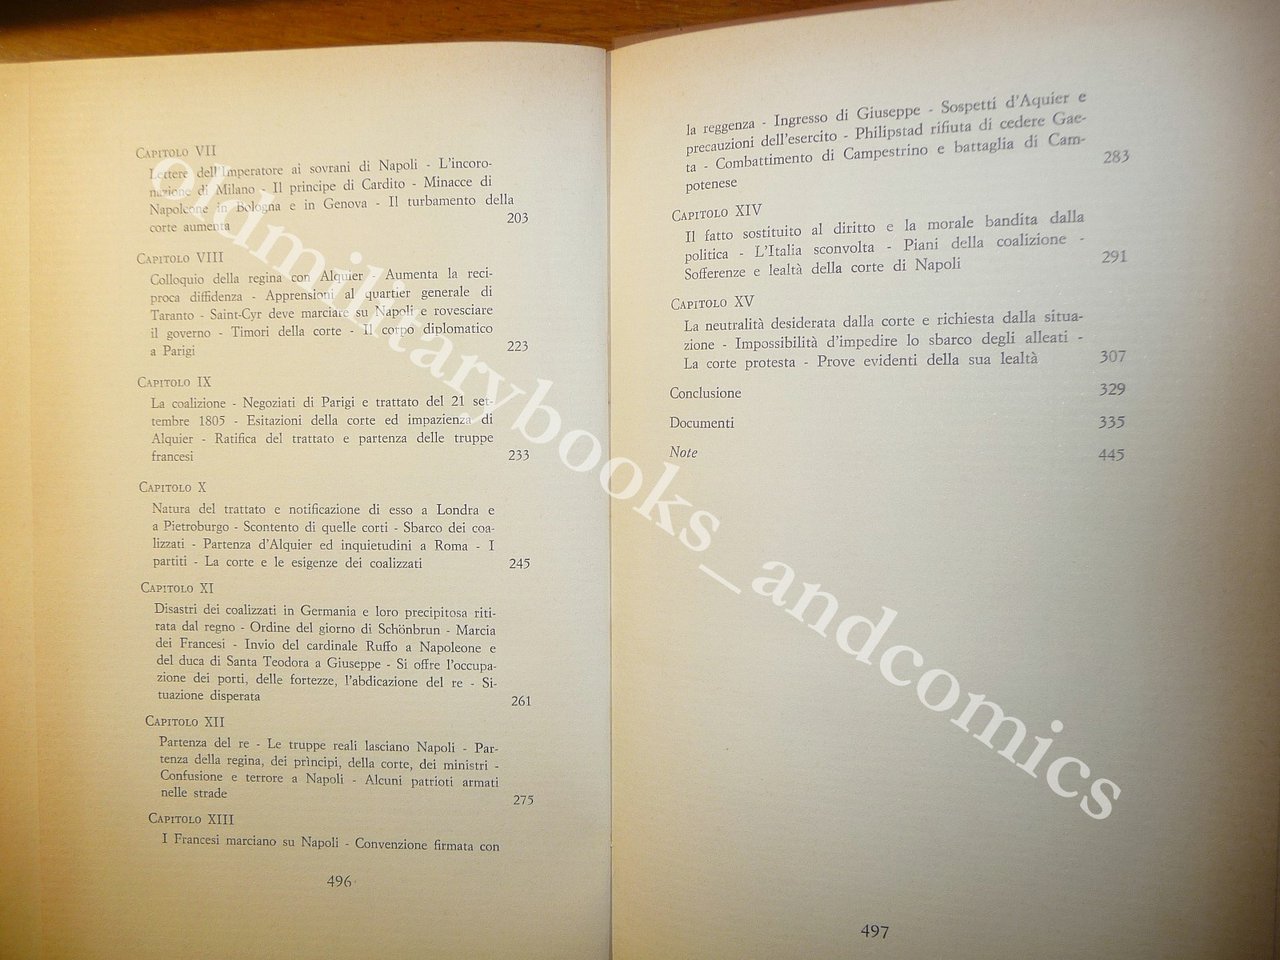 Capitolo VII
Lettere dell'Imperatore ai sovrani di Napoli - L'incoro-
nazione di Milano - Il principe di Cardito - Minacce di
Napoleone in Bologna e in Genova - Il turbamento della
corte aumenta 203
Capitolo VIII
Colloquio della regina con Alquier - Aumenta la reci-
proca diffidenza - Apprensioni al quartier generale di
Taranto - Saint-Cyr deve marciare su Napoli e rovesciare
il governo - Timori della corte - Il corpo diplomatico
a Parigi 223
Capitolo IX
La coalizione - Negoziati di Parigi e trattato del 21 set-
tembre 1805 - Esitazioni della corte ed impazienza di
Alquier - Ratifica del trattato e partenza delle truppe
francesi 233
Capitolo X
Natura del trattato e notificazione di esso a Londra e
a Pietroburgo - Scontento di quelle corti - Sbarco dei coa-
lizzati - Partenza d'Alquier ed inquietudini a Roma - I
partiti - La corte e le esigenze dei coalizzati 245
Capitolo XI
Disastri dei coalizzati in Germania e loro precipitosa riti-
rata dal regno - Ordine del giorno di Schönbrun - Marcia
dei Francesi - Invio del cardinale Ruffo a Napoleone e
del duca di Santa Teodora a Giuseppe - Si offre l'occupa-
zione dei porti, delle fortezze, l'abdicazione del re - Si-
tuazione disperata 261
Capitolo XII
Partenza del re - Le truppe reali lasciano Napoli - Par-
tenza della regina, dei prìncipi, della corte, dei ministri -
Confusione e terrore a Napoli - Alcuni patrioti armati
nelle strade 275
Capitolo XIII
I Francesi marciano su Napoli - Convenzione firmata con
496
la reggenza - Ingresso di Giuseppe - Sospetti d'Aquier e
precauzioni dell'esercito - Philipstad rifiuta di cedere Gae-
ta - Combattimento di Campestrino e battaglia di Cam-
potenese 283
Capitolo XIV
Il fatto sostituito al diritto e la morale bandita dalla
politica - L'Italia sconvolta - Piani della coalizione -
Sofferenze e lealtà della corte di Napoli 291
Capitolo XV
La neutralità desiderata dalla corte e richiesta dalla situa-
zione - Impossibilità d'impedire lo sbarco degli alleati -
La corte protesta - Prove evidenti della sua lealtà 307
Conclusione 329
Documenti 335
Note 445
497
oldmilitarybooks_andcomics